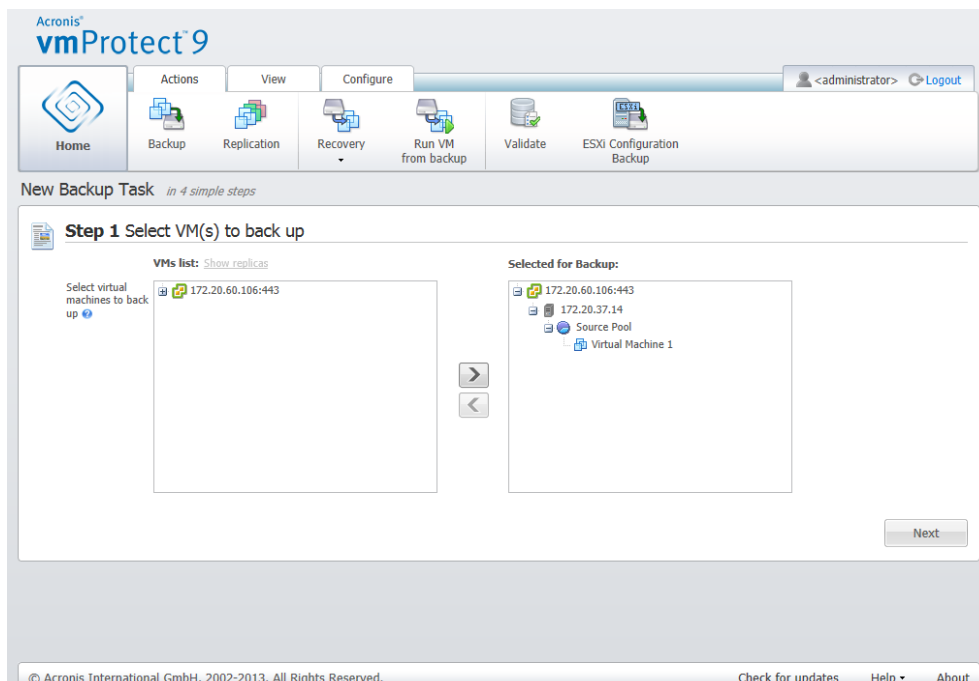 Acronis®
vmProtect™ 9
Actions View Configure
<administrator> Logout
Home
Backup
Replication
Recovery
Run VM
from backup
Validate
ESXi
ESXi Configuration
Backup
New Backup Task in 4 simple steps
Step 1 Select VM(s) to back up
VMs list: Show replicas
Selected for Backup:
Select virtual
machines to back
up
172.20.60.106:443
172.20.60.106:443
172.20.37.14
Source Pool
Virtual Machine 1
Next
© Acronis International GmbH, 2002-2013. All Rights Reserved.
Check for updates Help About